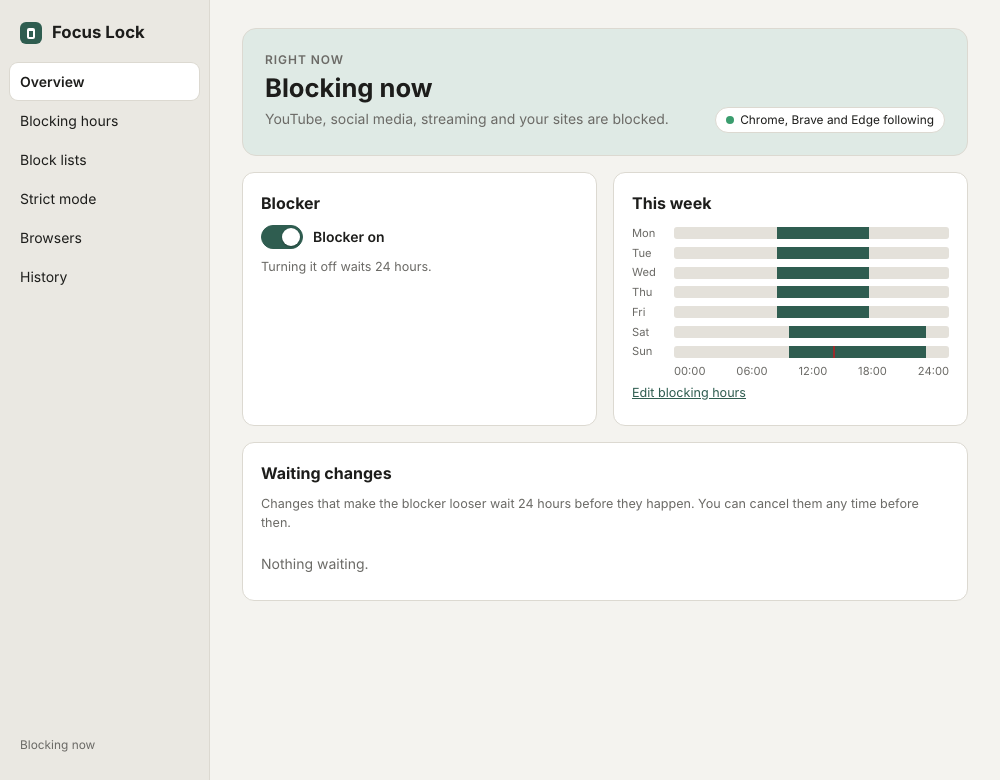 Focus Lock
Overview
Blocking hours
Block lists
Strict mode
Browsers
History
Blocking now
RIGHT NOW
Blocking now
YouTube, social media, streaming and your sites are blocked.
Chrome, Brave and Edge following
Blocker
Blocker on
Turning it off waits 24 hours.
This week
Mon
Tue
Wed
Thu
Fri
Sat
Sun
00:00 06:00 12:00 18:00 24:00
Edit blocking hours
Waiting changes
Changes that make the blocker looser wait 24 hours before they happen. You can cancel them any time before
then.
Nothing waiting.